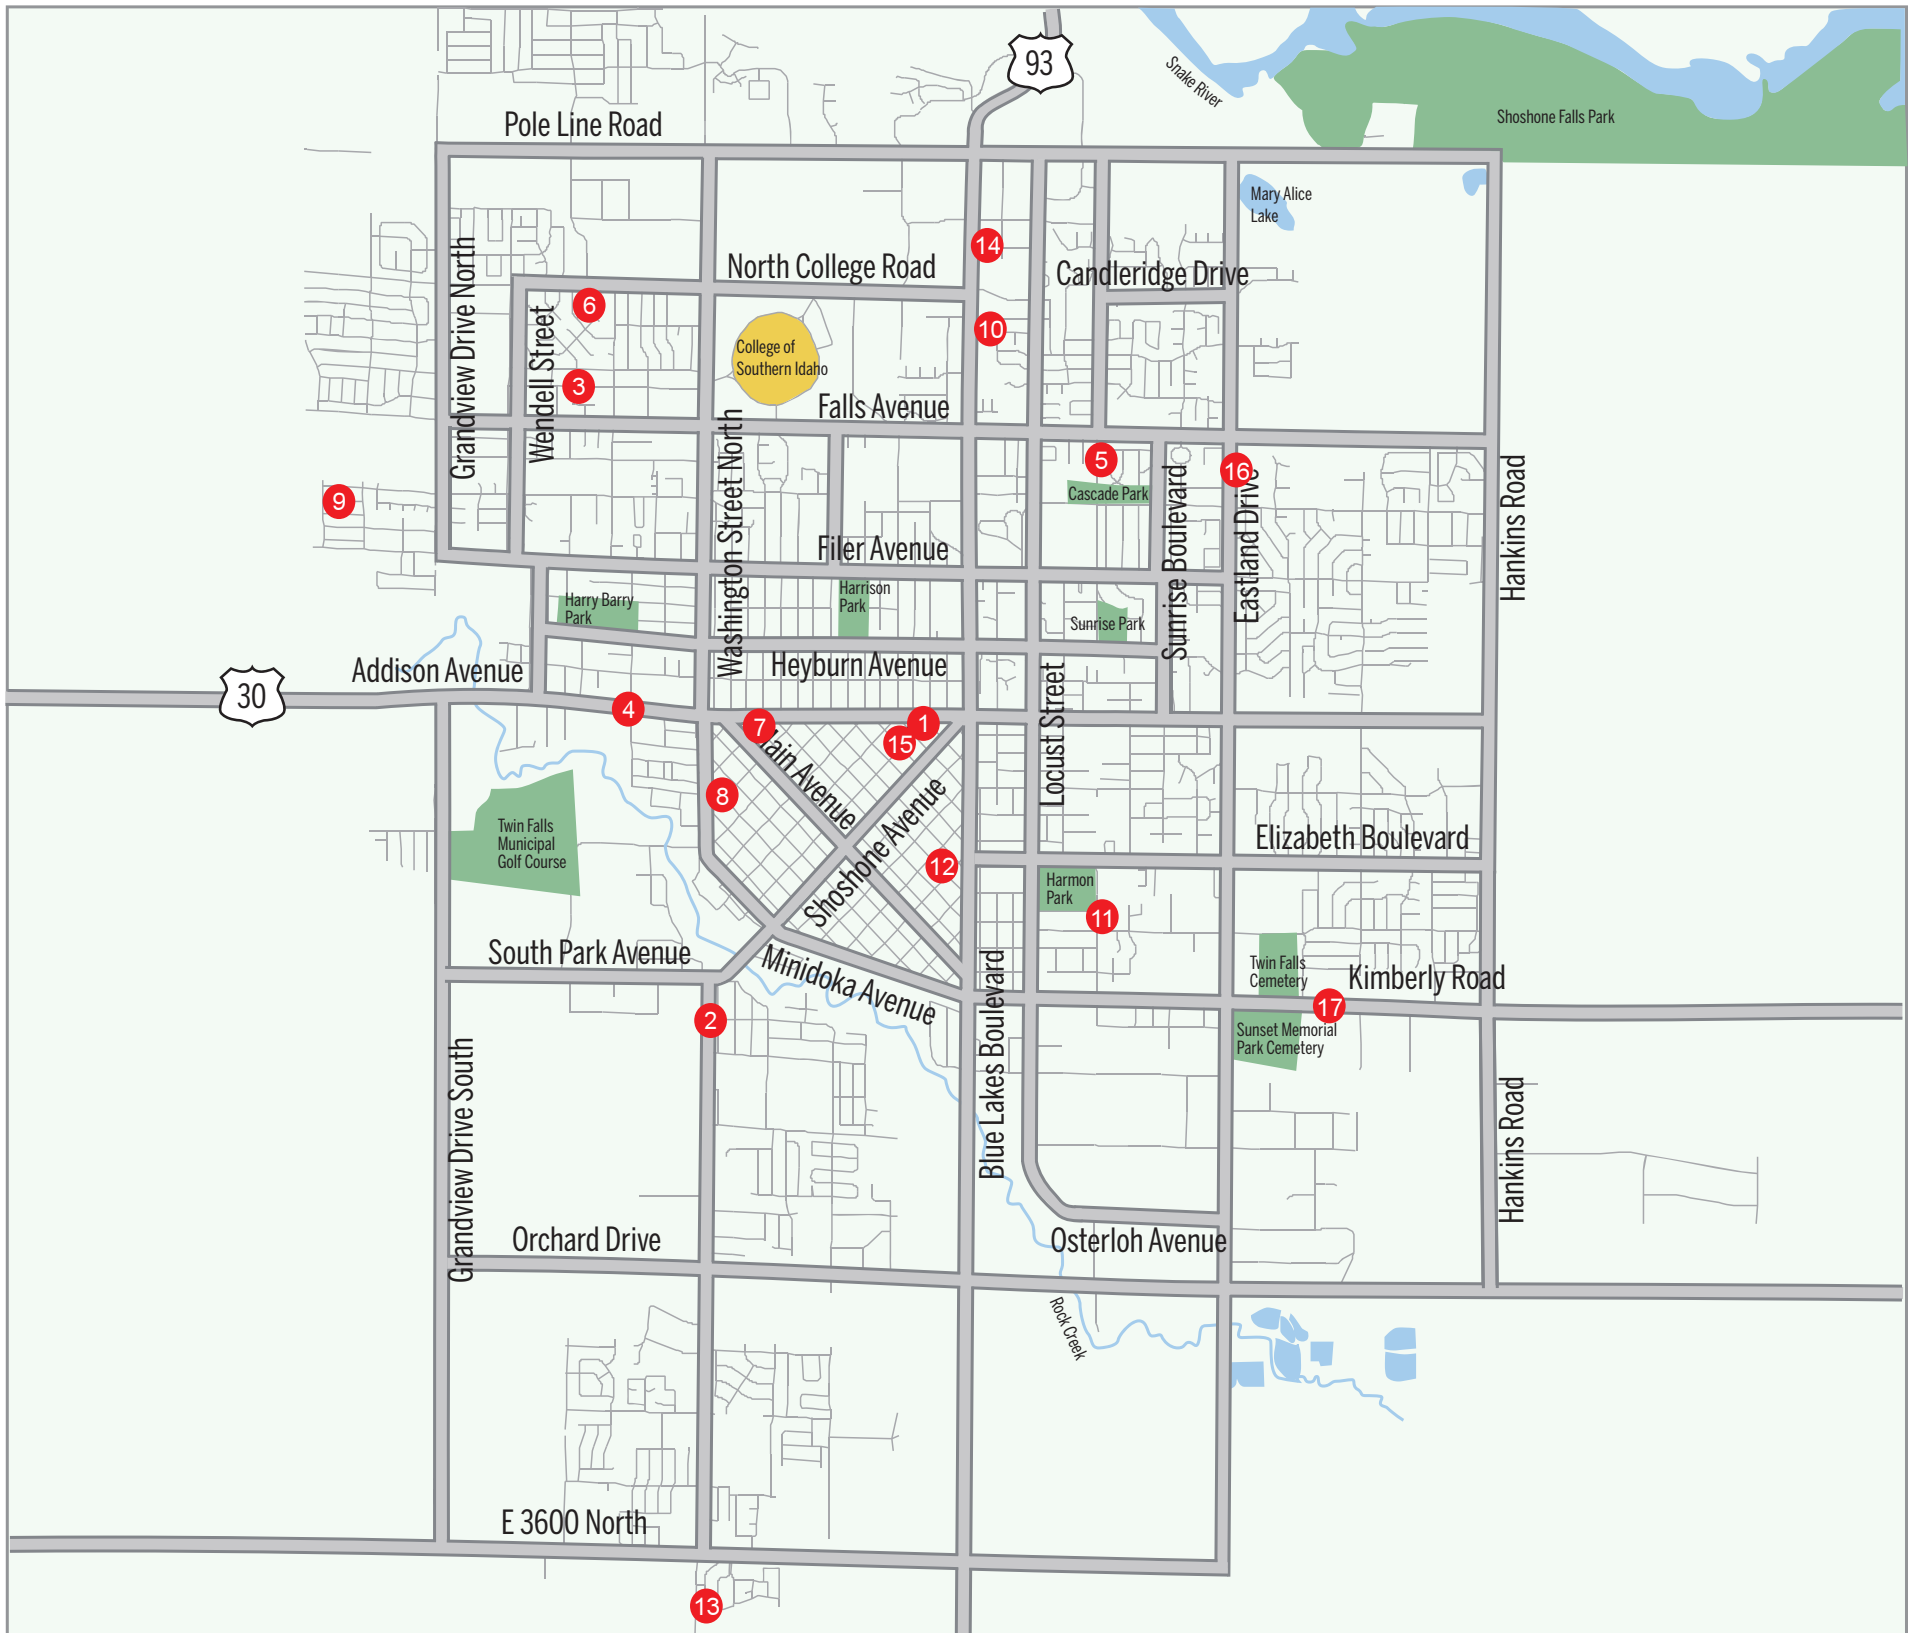 93
Snake River
Shoshone Falls Park
Pole Line Road
Mary Alice
Lake
14
North College Road
Candleridge Drive
Grandview Drive North
6
Wendell Street
10
College of
Southern Idaho
3
Falls Avenue
Washington Street North
5
16
Cascade Park
Sunrise Boulevard
Eastland Drive
Hankins Road
9
Filer Avenue
Harry Barry
Park
Harrison
Park
Sunrise Park
Addison Avenue
Heyburn Avenue
30
4
7
1
15
Main Avenue
Locust Street
8
Shoshone Avenue
Twin Falls
Municipal
Golf Course
Elizabeth Boulevard
12
Harmon
Park
11
South Park Avenue
Minidoka Avenue
Blue Lakes Boulevard
Twin Falls
Cemetery
Kimberly Road
17
2
Sunset Memorial
Park Cemetery
Grandview Drive South
Hankins Road
Orchard Drive
Osterloh Avenue
Rock Creek
E 3600 North
13